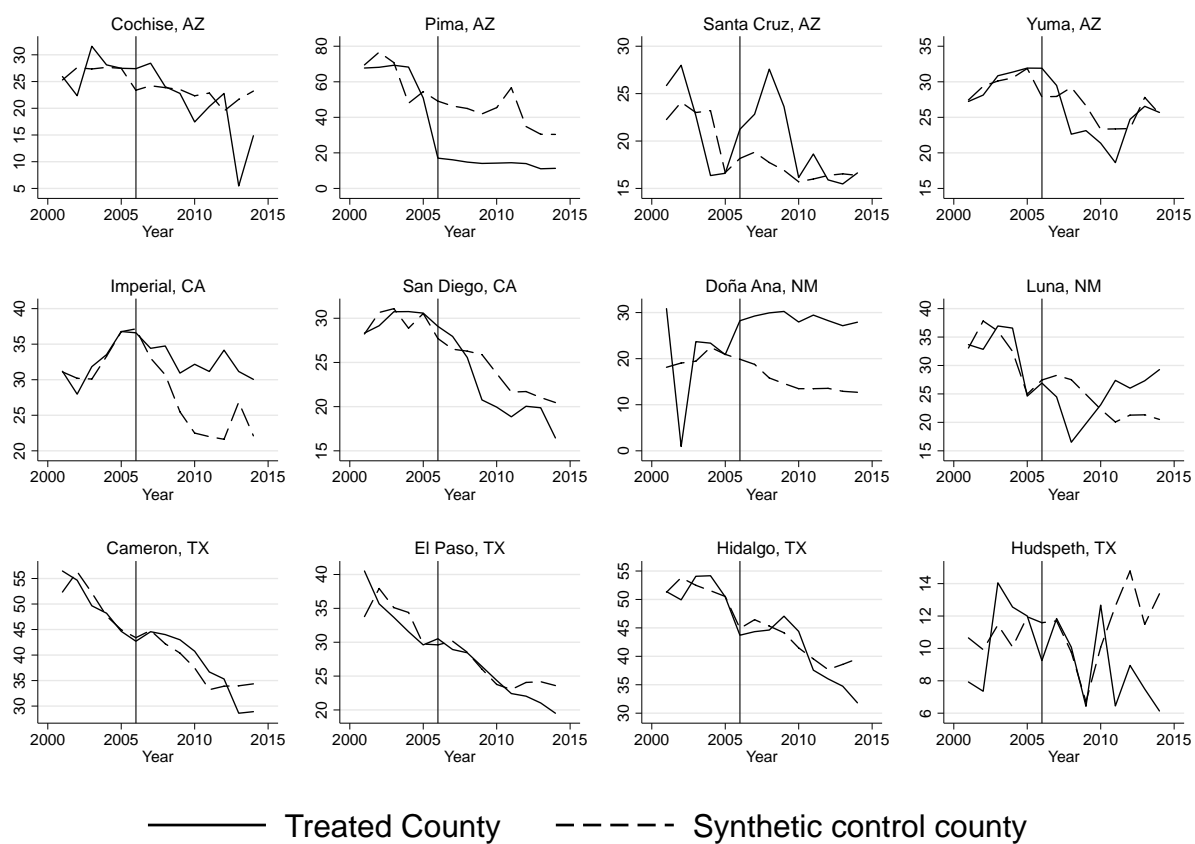 Cochise, AZ
30
25
20
15
10
5
2000 2005 2010 2015
Year
Pima, AZ
80
60
40
20
0
2000 2005 2010 2015
Year
Santa Cruz, AZ
30
25
20
15
2000 2005 2010 2015
Year
Yuma, AZ
35
30
25
20
15
2000 2005 2010 2015
Year
Imperial, CA
40
35
30
25
20
2000 2005 2010 2015
Year
San Diego, CA
30
25
20
15
2000 2005 2010 2015
Year
Doña Ana, NM
30
20
10
0
2000 2005 2010 2015
Year
Luna, NM
40
35
30
25
20
15
2000 2005 2010 2015
Year
Cameron, TX
55
50
45
40
35
30
2000 2005 2010 2015
Year
El Paso, TX
40
35
30
25
20
2000 2005 2010 2015
Year
Hidalgo, TX
55
50
45
40
35
30
2000 2005 2010 2015
Year
Hudspeth, TX
14
12
10
8
6
2000 2005 2010 2015
Year
Treated County Synthetic control county